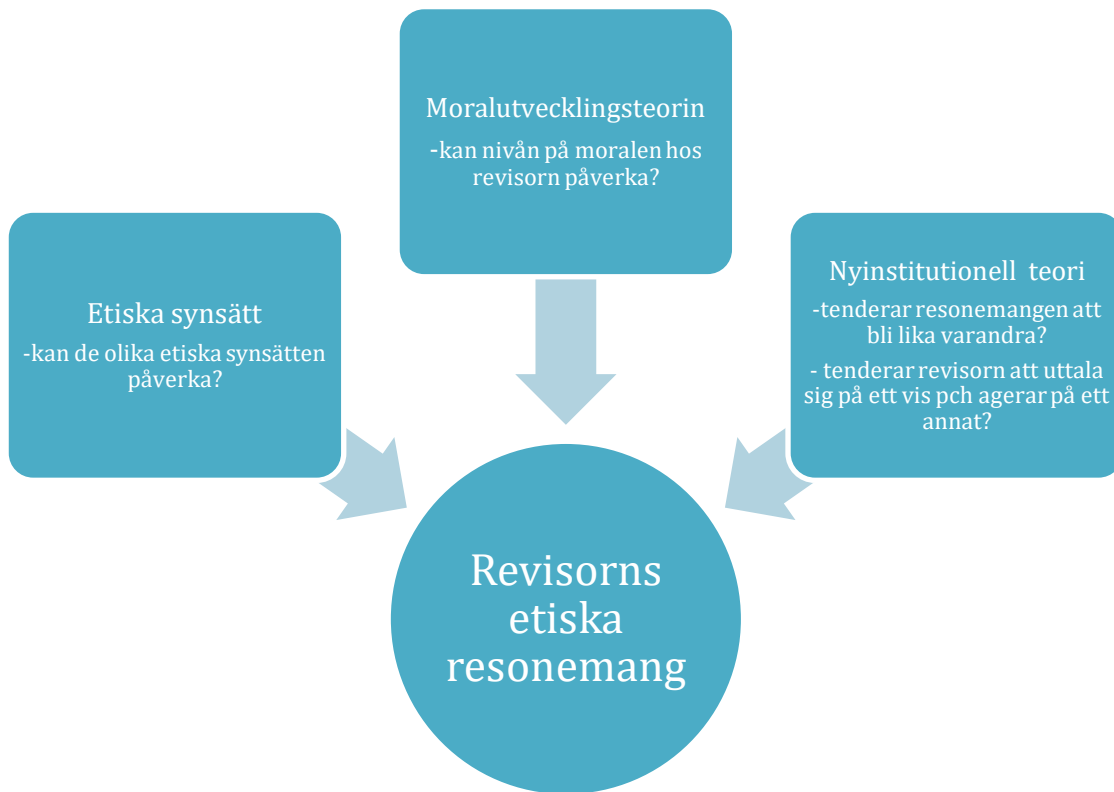 Moralutvecklingsteorin
-kan nivån på moralen hos
revisorn påverka?
Etiska synsätt
-kan de olika etiska synsätten
påverka?
Nyinstitutionell teori
-tenderar resonemangen att
bli lika varandra?
- tenderar revisorn att uttala
sig på ett vis pch agerar på ett
annat?
Revisorns
etiska
resonemang